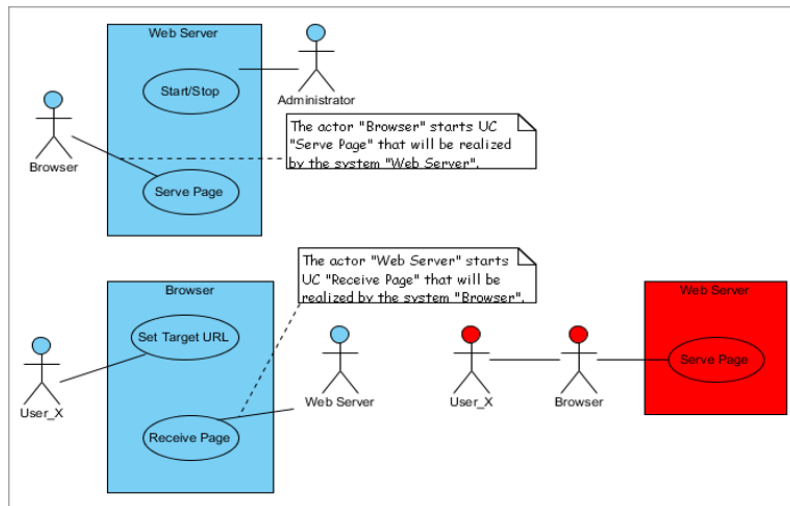 Web Server
Start/Stop
Administrator
Browser
The actor "Browser" starts UC
"Serve Page" that will be realized
by the system "Web Server".
Serve Page
The actor "Web Server" starts
UC "Receive Page" that will be
realized by the system "Browser".
Browser
Set Target URL
User_X
Web Server
Receive Page
User_X
Browser
Web Server
Serve Page